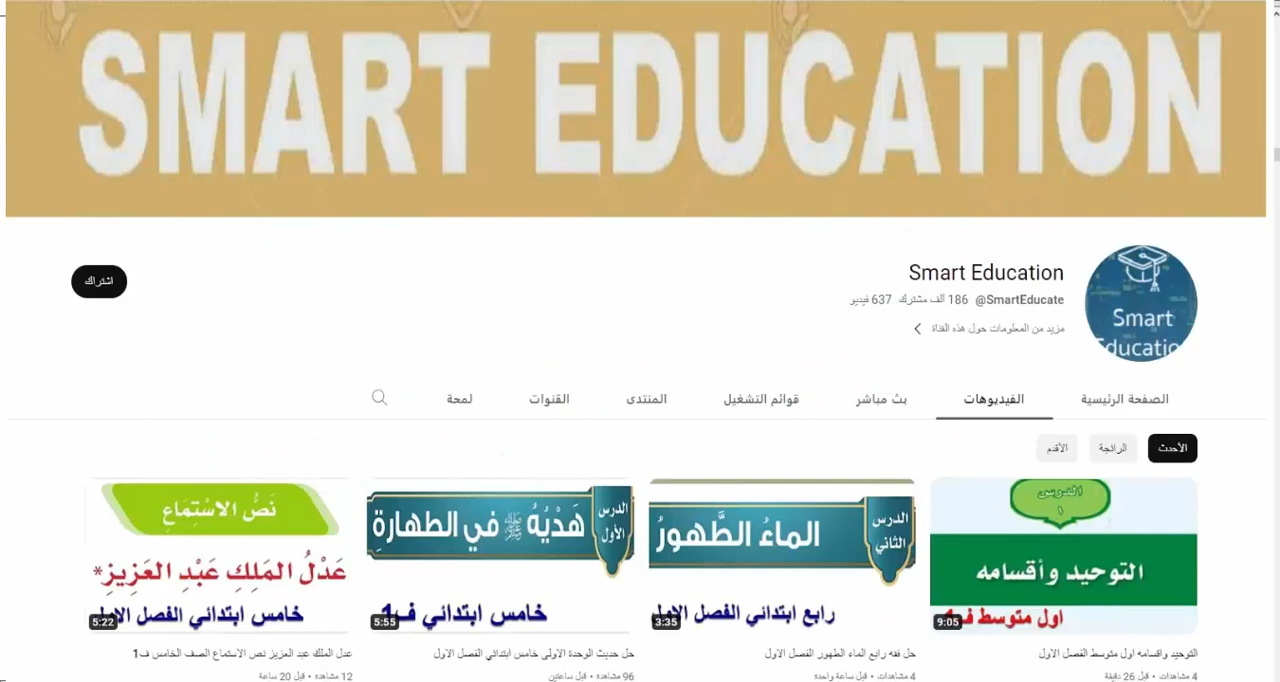 SMART EDUCATION
Smart Education
@SmartEducate 186 ألف مشترك 637 فيديو
مزيد من المعلومات حول هذه القناة
اشتراك
Smart
Education
الصفحة الرئيسية
الفيديوهات
بث مباشر
قوائم التشغيل
المنتدى
القنوات
لمحة
الأحدث
الرائجة
الأقدم
الدرس
١
التوحيد وأقسامه
اول متوسط ف1
9:05
التوحيد واقسامه اول متوسط الفصل الاول
4 مشاهدات • قبل 26 دقيقة
الدرس
الثاني
الماءُ الطَّهورُ
رابع ابتدائي الفصل الاول
3:35
حل فقه رابع الماء الطهور الفصل الاول
4 مشاهدات • قبل ساعة واحدة
الدرس
الأول
هَدْيُهُ ﷺ في الطهارةِ
خامس ابتدائي ف1
5:55
حل حديث الوحدة الاولى خامس ابتدائي الفصل الاول
96 مشاهدة • قبل ساعتين
نَصُّ الاسْتِمَاعِ
عَدْلُ المَلِكِ عَبْدِ العَزِيزِ*
خامس ابتدائي الفصل الاول
5:22
عدل الملك عبد العزيز نص الاستماع الصف الخامس ف1
12 مشاهدة • قبل 20 ساعة